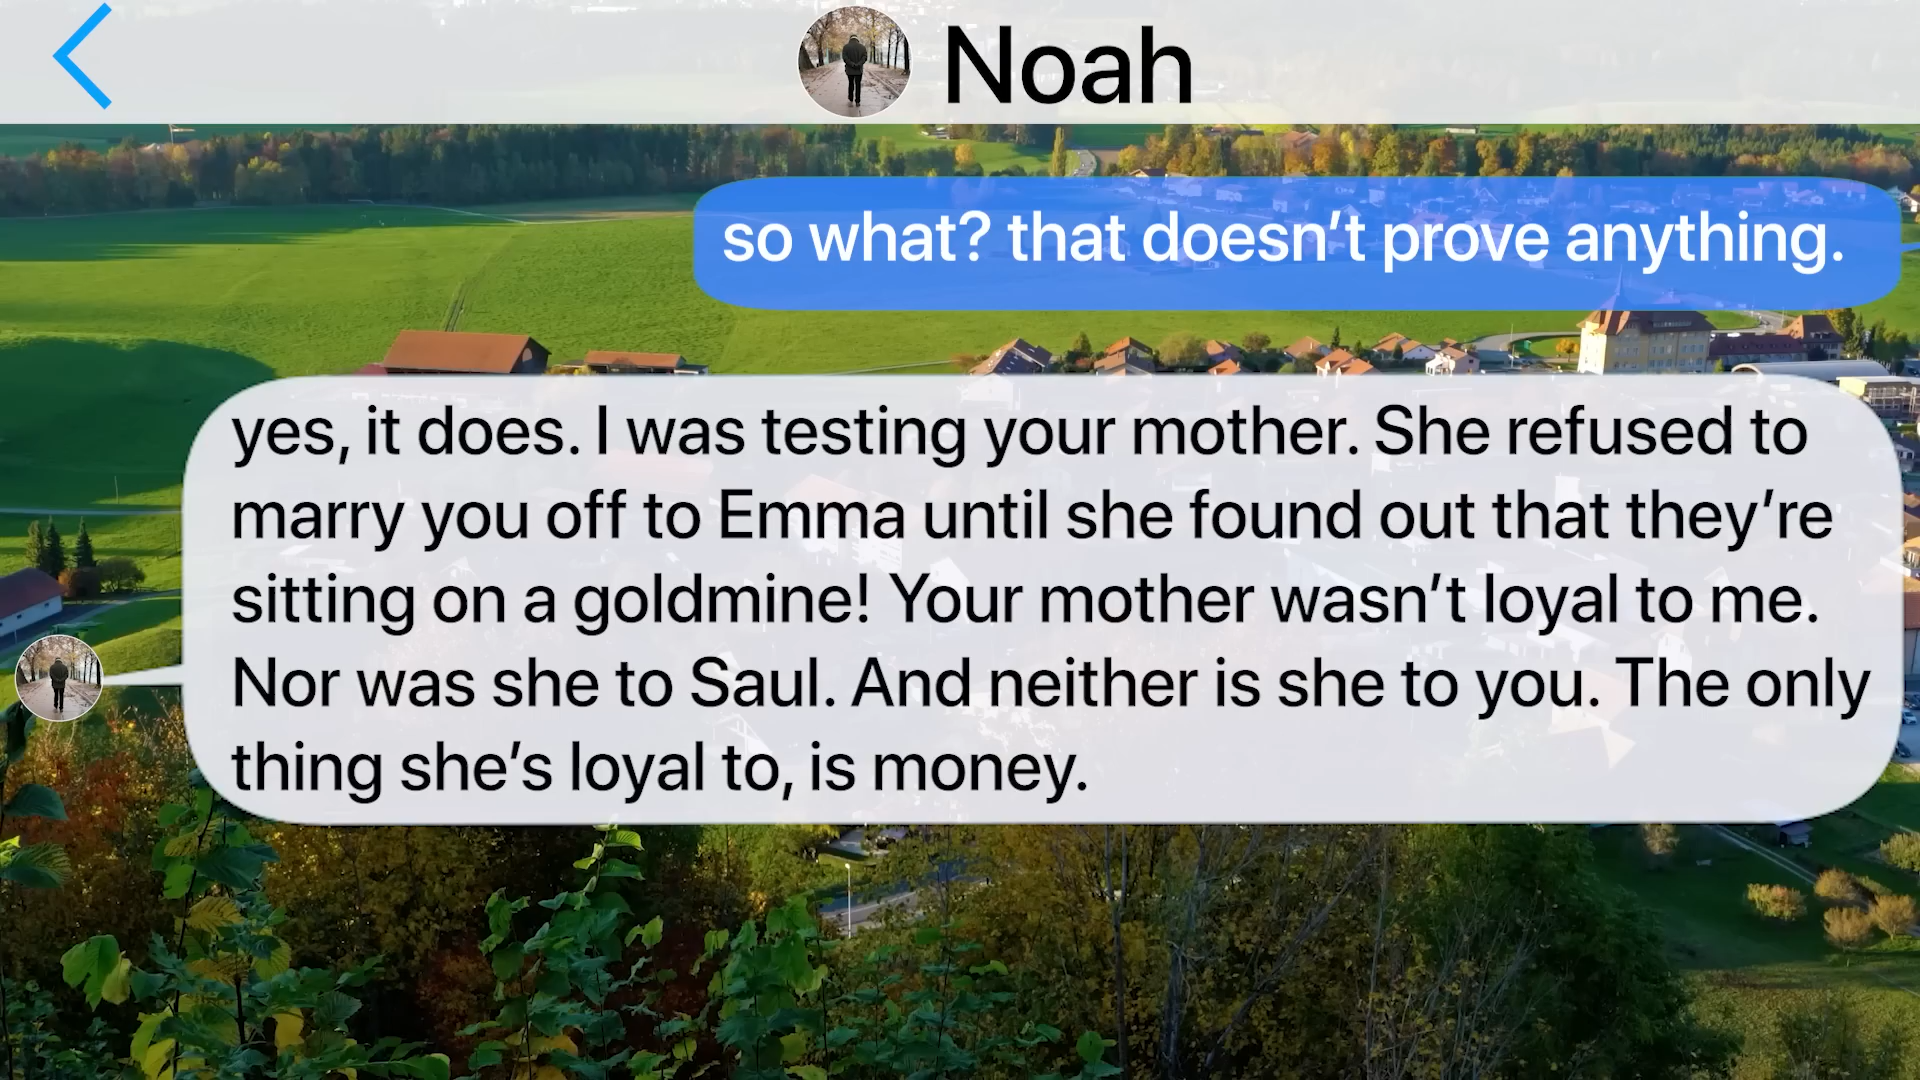 Noah
so what? that doesn’t prove anything.
yes, it does. I was testing your mother. She refused to
marry you off to Emma until she found out that they’re
sitting on a goldmine! Your mother wasn’t loyal to me.
Nor was she to Saul. And neither is she to you. The only
thing she’s loyal to, is money.